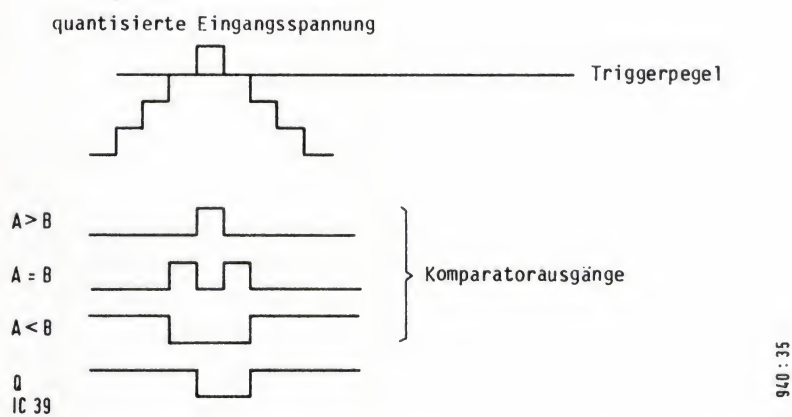 quantisierte Eingangsspannung
Triggerpegel
A>B
A=B
Komparatorausgänge
A<B
Q
IC 39
940:35